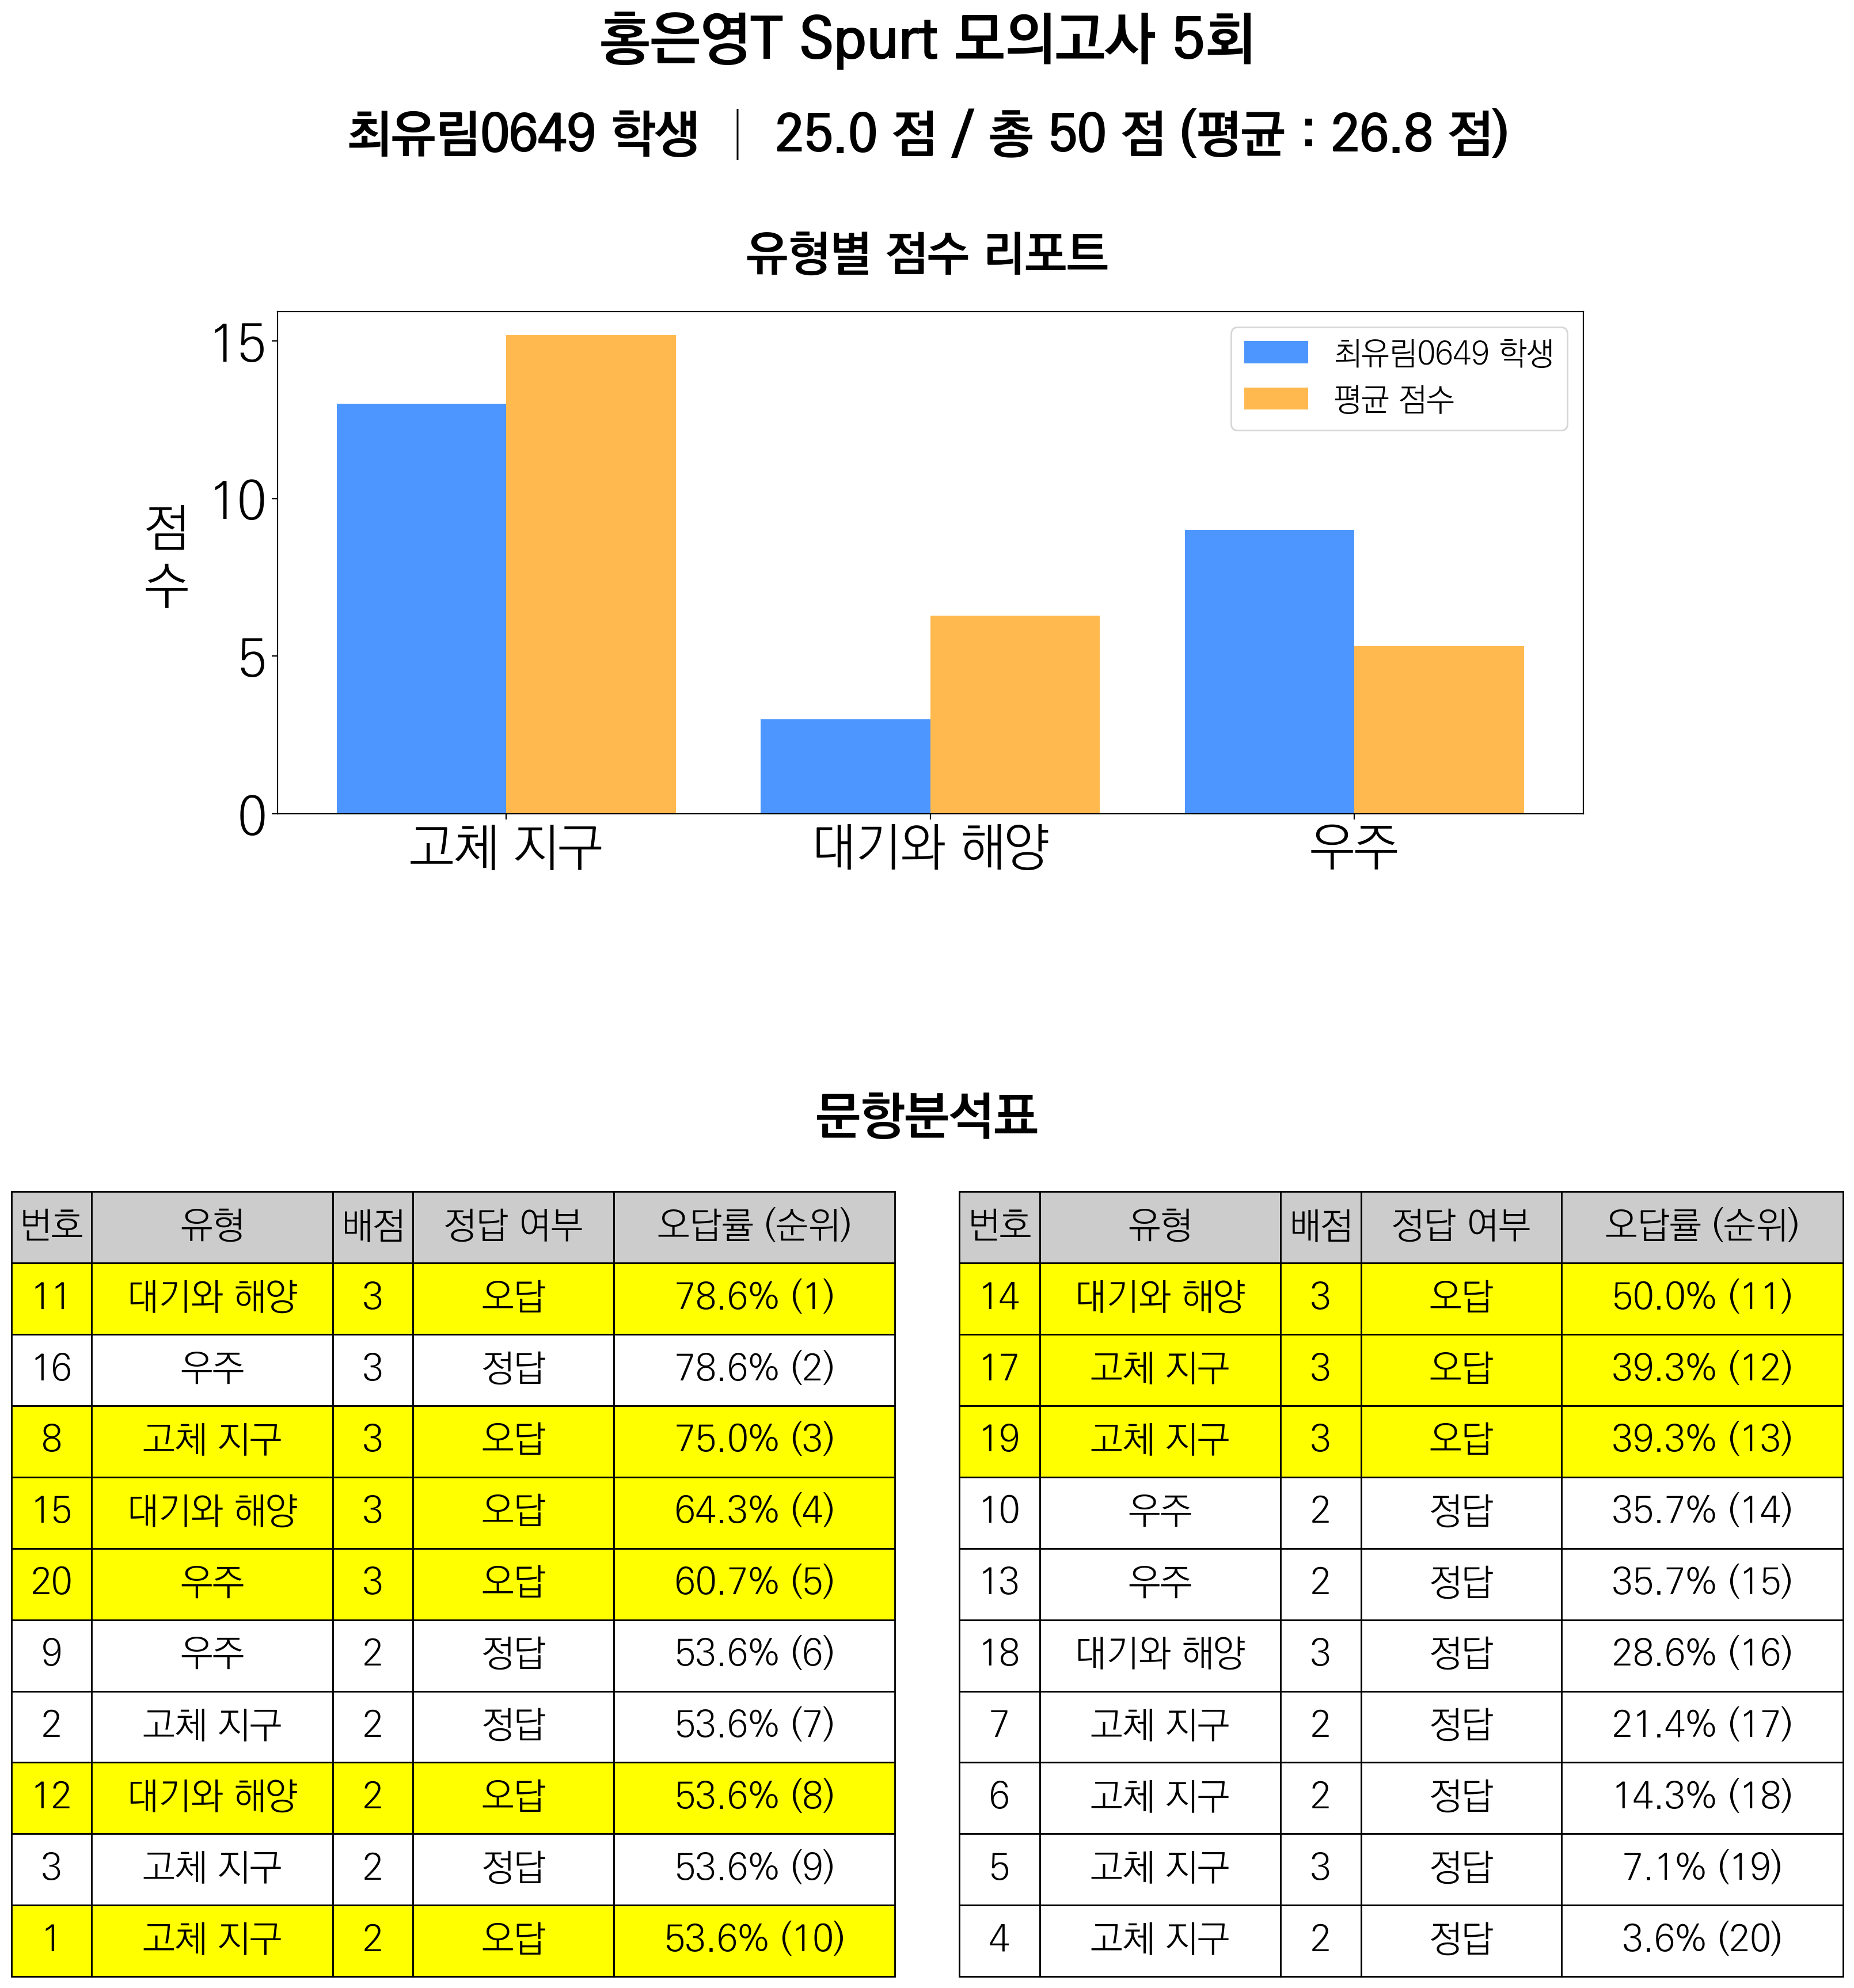 홍은영T Spurt 모의고사 5회
최유림0649 학생 | 25.0 점 / 총 50 점 (평균 : 26.8 점)
유형별 점수 리포트
최유림0649 학생
평균 점수
점
수
15
10
5
0
고체 지구 대기와 해양 우주
문항분석표
번호 유형 배점 정답 여부 오답률 (순위)
11 대기와 해양 3 오답 78.6% (1)
16 우주 3 정답 78.6% (2)
8 고체 지구 3 오답 75.0% (3)
15 대기와 해양 3 오답 64.3% (4)
20 우주 3 오답 60.7% (5)
9 우주 2 정답 53.6% (6)
2 고체 지구 2 정답 53.6% (7)
12 대기와 해양 2 오답 53.6% (8)
3 고체 지구 2 정답 53.6% (9)
1 고체 지구 2 오답 53.6% (10)
번호 유형 배점 정답 여부 오답률 (순위)
14 대기와 해양 3 오답 50.0% (11)
17 고체 지구 3 오답 39.3% (12)
19 고체 지구 3 오답 39.3% (13)
10 우주 2 정답 35.7% (14)
13 우주 2 정답 35.7% (15)
18 대기와 해양 3 정답 28.6% (16)
7 고체 지구 2 정답 21.4% (17)
6 고체 지구 2 정답 14.3% (18)
5 고체 지구 3 정답 7.1% (19)
4 고체 지구 2 정답 3.6% (20)